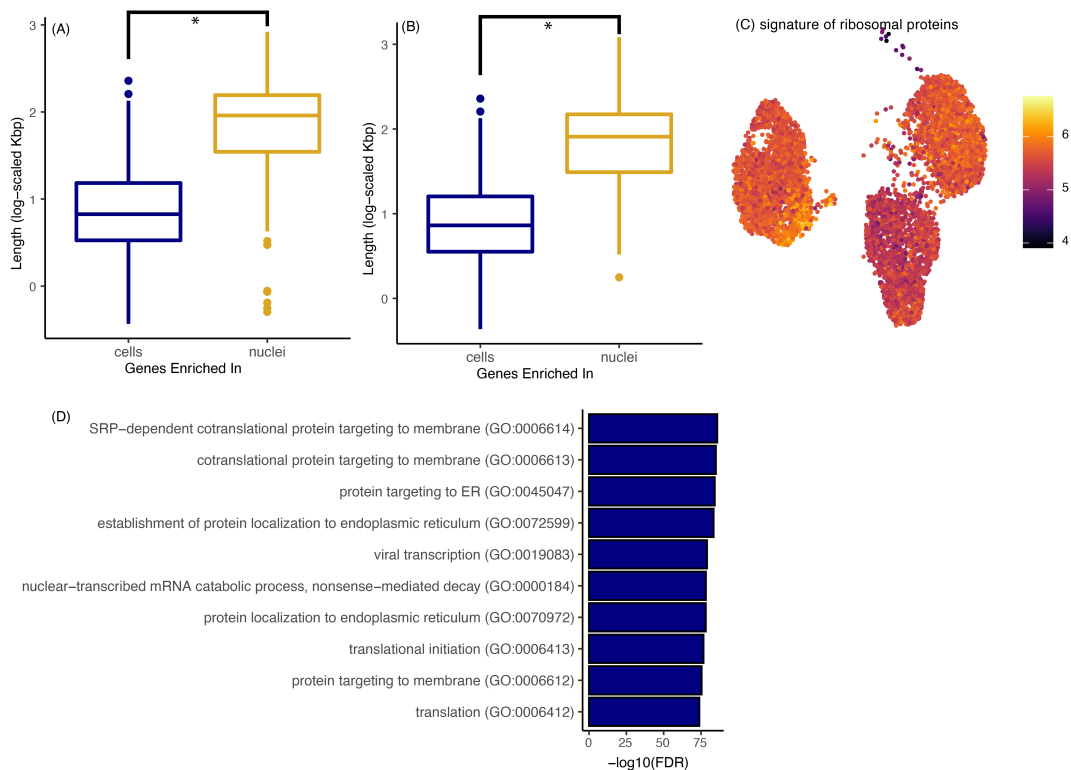 (A)
*
3
2
1
0
Length (log−scaled Kbp)
cells
nuclei
Genes Enriched In
(B)
*
3
2
1
0
Length (log−scaled Kbp)
cells
nuclei
Genes Enriched In
(C) signature of ribosomal proteins
6
5
4
(D)
SRP−dependent cotranslational protein targeting to membrane (GO:0006614)
cotranslational protein targeting to membrane (GO:0006613)
protein targeting to ER (GO:0045047)
establishment of protein localization to endoplasmic reticulum (GO:0072599)
viral transcription (GO:0019083)
nuclear−transcribed mRNA catabolic process, nonsense−mediated decay (GO:0000184)
protein localization to endoplasmic reticulum (GO:0070972)
translational initiation (GO:0006413)
protein targeting to membrane (GO:0006612)
translation (GO:0006412)
0 25 50 75
−log10(FDR)